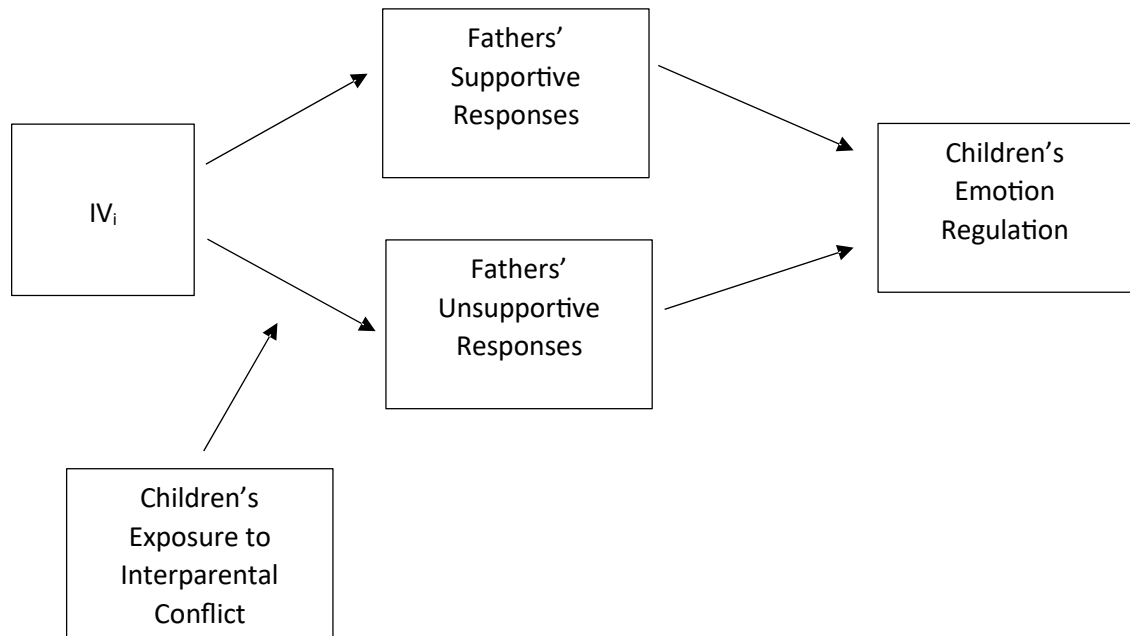 Fathers’
Supportive
Responses
IVi
Children’s
Emotion
Regulation
Fathers’
Unsupportive
Responses
Children’s
Exposure to
Interparental
Conflict